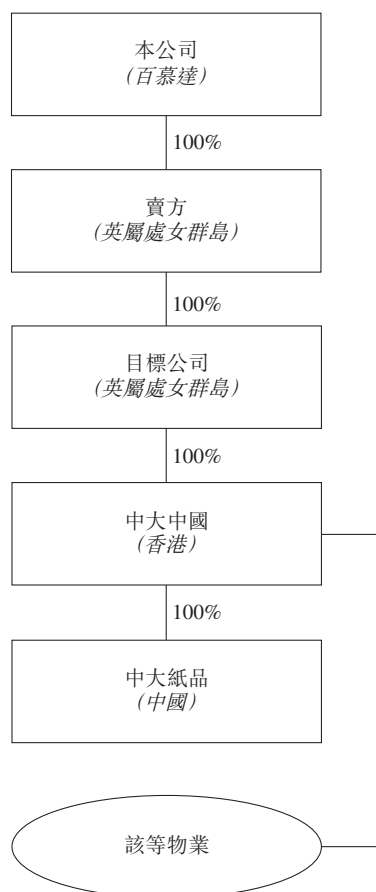 本公司
(百慕達)
100%
賣方
(英屬處女群島)
100%
目標公司
(英屬處女群島)
100%
中大中國
(香港)
100%
中大紙品
(中國)
該等物業